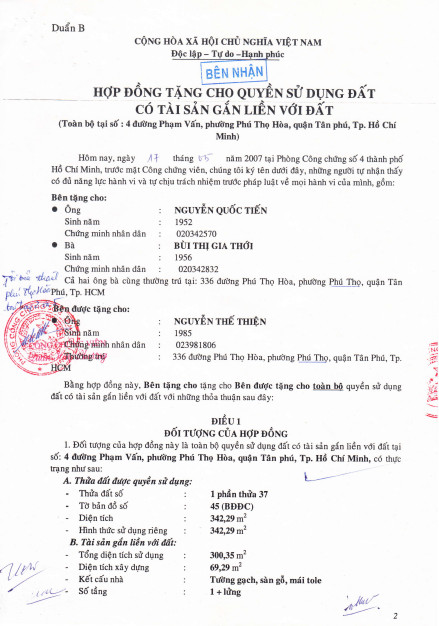 Duẩn B
CỘNG HÒA XÃ HỘI CHỦ NGHĨA VIỆT NAM
Độc lập – Tự do –Hạnh phúc
BÊN NHẬN
HỢP ĐỒNG TẶNG CHO QUYỀN SỬ DỤNG ĐẤT
CÓ TÀI SẢN GẮN LIỀN VỚI ĐẤT
(Toàn bộ tại số : 4 đường Phạm Vấn, phường Phú Thọ Hòa, quận Tân phú, Tp. Hồ Chí
Minh)
Hôm nay, ngày 17 tháng 05 năm 2007 tại Phòng Công chứng số 4 thành phố
Hồ Chí Minh, trước mặt Công chứng viên, chúng tôi ký tên dưới đây, những người tự nhận
có đủ năng lực hành vi và tự chịu trách nhiệm trước pháp luật về mọi hành vi của mình, gồm:
Bên tặng cho:
● Ông : NGUYỄN QUỐC TIẾN
Sinh năm : 1952
Chứng minh nhân dân : 020342570
● Bà : BÙI THỊ GIA THỚI
Sinh năm : 1956
Chứng minh nhân dân : 020342832
Cả hai ông bà cùng thường trú tại: 336 đường Phú Thọ Hòa, phường Phú Thọ, quận Tân
Phú, Tp. HCM
Bên được tặng cho:
● Ông : NGUYỄN THẾ THIỆN
Sinh năm : 1985
Chứng minh nhân dân : 023981806
Thường trú : 336 đường Phú Thọ Hòa, phường Phú Thọ, quận Tân Phú, Tp.
HCM
Bằng hợp đồng này, Bên tặng cho tặng cho Bên được tặng cho toàn bộ quyền sử dụng
đất có tài sản gắn liền với đất với những thỏa thuận sau đây:
ĐIỀU 1
ĐỐI TƯỢNG CỦA HỢP ĐỒNG
1. Đối tượng của hợp đồng này là toàn bộ quyền sử dụng đất có tài sản gắn liền với đất tại
số: 4 đường Phạm Vấn, phường Phú Thọ Hòa, quận Tân phú, Tp. Hồ Chí Minh, có thực
trạng như sau:
A. Thửa đất được quyền sử dụng:
- Thửa đất số : 1 phần thửa 37
- Tờ bản đồ số : 45 (BĐĐC)
- Diện tích : 342,29 m²
- Hình thức sử dụng riêng : 342,29 m²
B. Tài sản gắn liền với đất:
- Tổng diện tích sử dụng : 300,35 m²
- Diện tích xây dựng : 69,29 m²
- Kết cấu nhà : Tường gạch, sàn gỗ, mái tole
- Số tầng : 1 + lửng
2